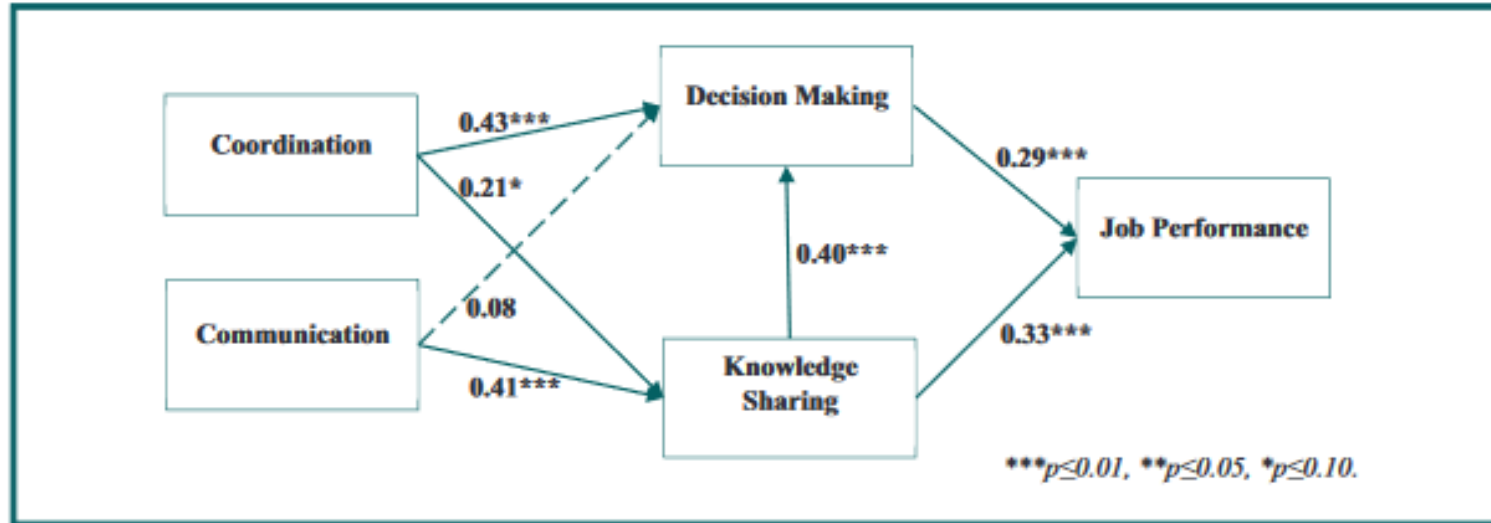 Decision Making
0.43***
Coordination
0.29***
0.21*
Job Performance
0.40***
0.08
Communication
0.33***
Knowledge
Sharing
0.41***
***p≤0.01, **p≤0.05, *p≤0.10.